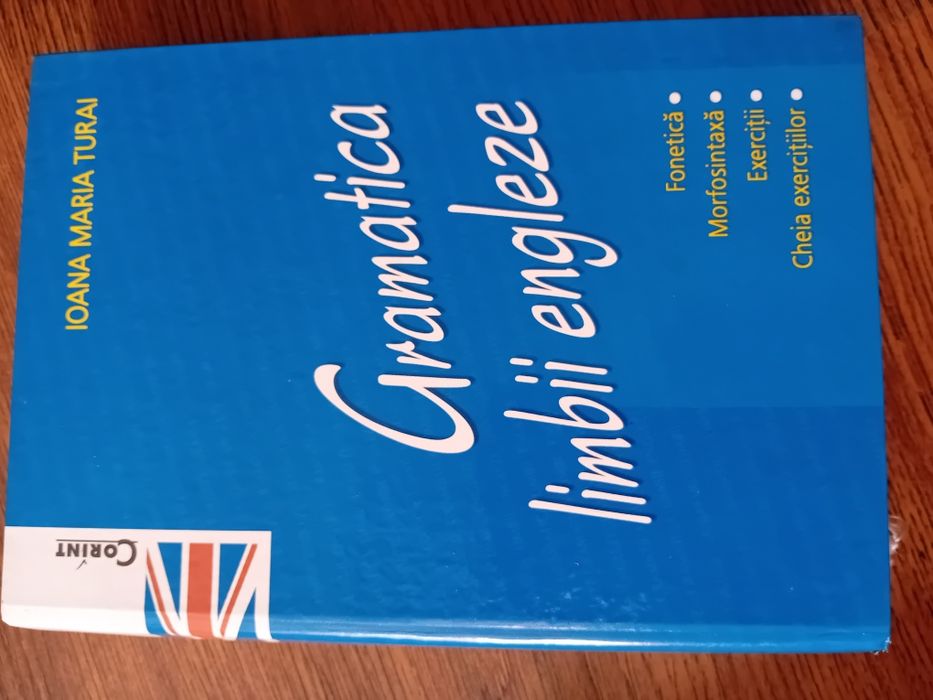 IOANA MARIA TURAI
Gramatica
limbii engleze
Fonetică •
Morfosintaxă •
Exerciții •
Cheia exercițiilor •
CORINT